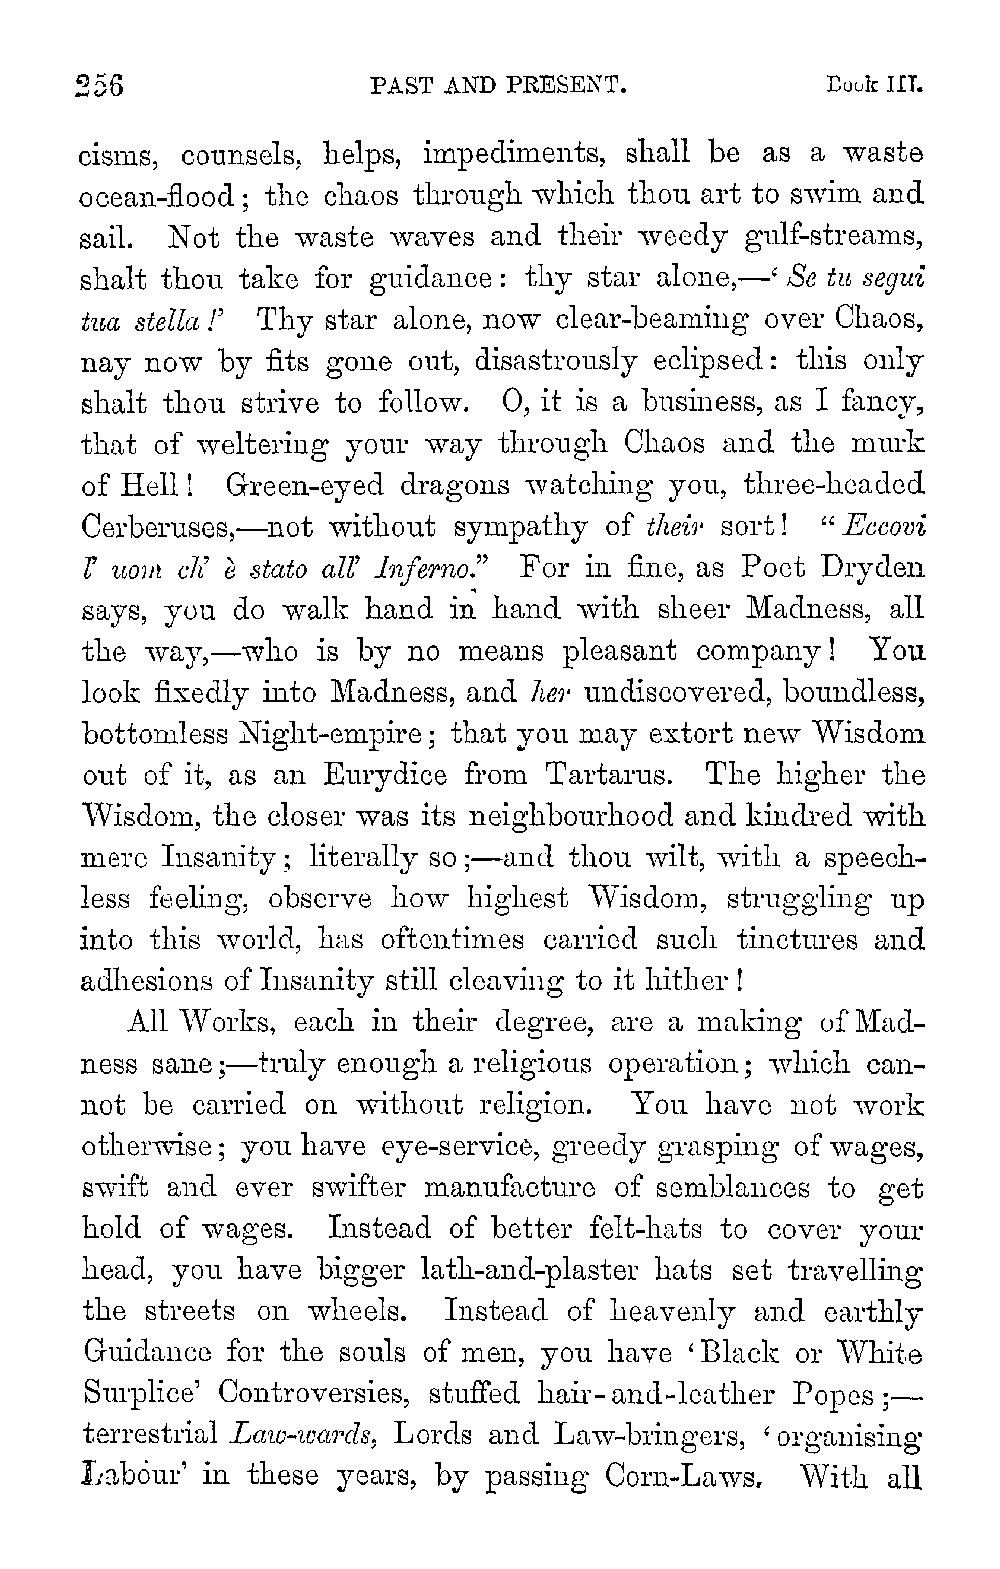 256 PAST AND PRESENT. Book III.
cisms, counsels, helps, impediments, shall be as a waste
ocean-flood; the chaos through which thou art to swim and
sail. Not the waste waves and their weedy gulf-streams,
shalt thou take for guidance: thy star alone,—‘ Se tu segui
tua stella !’ Thy star alone, now clear-beaming over Chaos,
nay now by fits gone out, disastrously eclipsed: this only
shalt thou strive to follow. O, it is a business, as I fancy,
that of weltering your way through Chaos and the murk
of Hell! Green-eyed dragons watching you, three-headed
Cerberuses,—not without sympathy of their sort! “ Eccovi
l’ uom ch’ è stato all’ Inferno.” For in fine, as Poet Dryden
says, you do walk hand in hand with sheer Madness, all
the way,—who is by no means pleasant company! You
look fixedly into Madness, and her undiscovered, boundless,
bottomless Night-empire; that you may extort new Wisdom
out of it, as an Eurydice from Tartarus. The higher the
Wisdom, the closer was its neighbourhood and kindred with
mere Insanity; literally so;—and thou wilt, with a speech-
less feeling, observe how highest Wisdom, struggling up
into this world, has oftentimes carried such tinctures and
adhesions of Insanity still cleaving to it hither!
All Works, each in their degree, are a making of Mad-
ness sane;—truly enough a religious operation; which can-
not be carried on without religion. You have not work
otherwise; you have eye-service, greedy grasping of wages,
swift and ever swifter manufacture of semblances to get
hold of wages. Instead of better felt-hats to cover your
head, you have bigger lath-and-plaster hats set travelling
the streets on wheels. Instead of heavenly and earthly
Guidance for the souls of men, you have ‘Black or White
Surplice’ Controversies, stuffed hair-and-leather Popes;—
terrestrial Law-wards, Lords and Law-bringers, ‘organising
Labour’ in these years, by passing Corn-Laws. With all